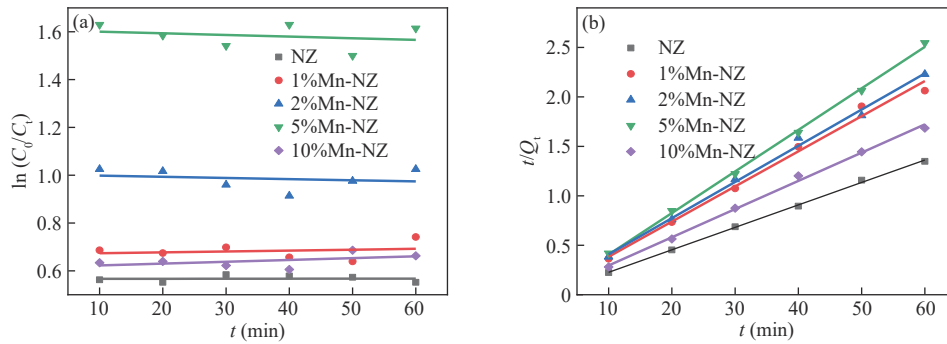 (a)
ln (C₀/Cₜ)
1.6
1.4
1.2
1.0
0.8
0.6
NZ
1%Mn-NZ
2%Mn-NZ
5%Mn-NZ
10%Mn-NZ
10 20 30 40 50 60
t (min)
(b)
t/Qₜ
2.5
2.0
1.5
1.0
0.5
0
NZ
1%Mn-NZ
2%Mn-NZ
5%Mn-NZ
10%Mn-NZ
10 20 30 40 50 60
t (min)